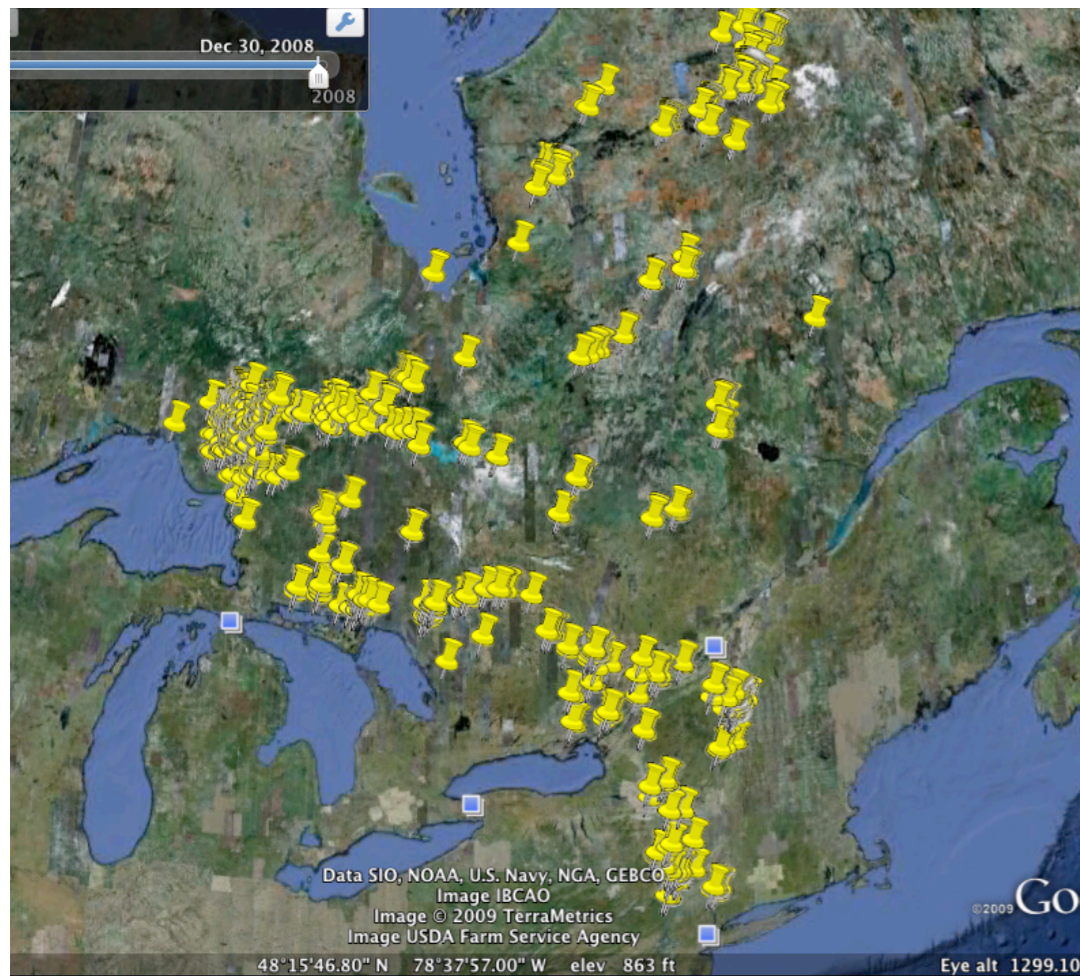 Dec 30, 2008
2008
Data SIO, NOAA, U.S. Navy, NGA, GEBCO
Image IBCAO
Image © 2009 TerraMetrics
Image USDA Farm Service Agency
©2009 Go
48°15'46.80" N 78°37'57.00" W elev 863 ft Eye alt 1299.10